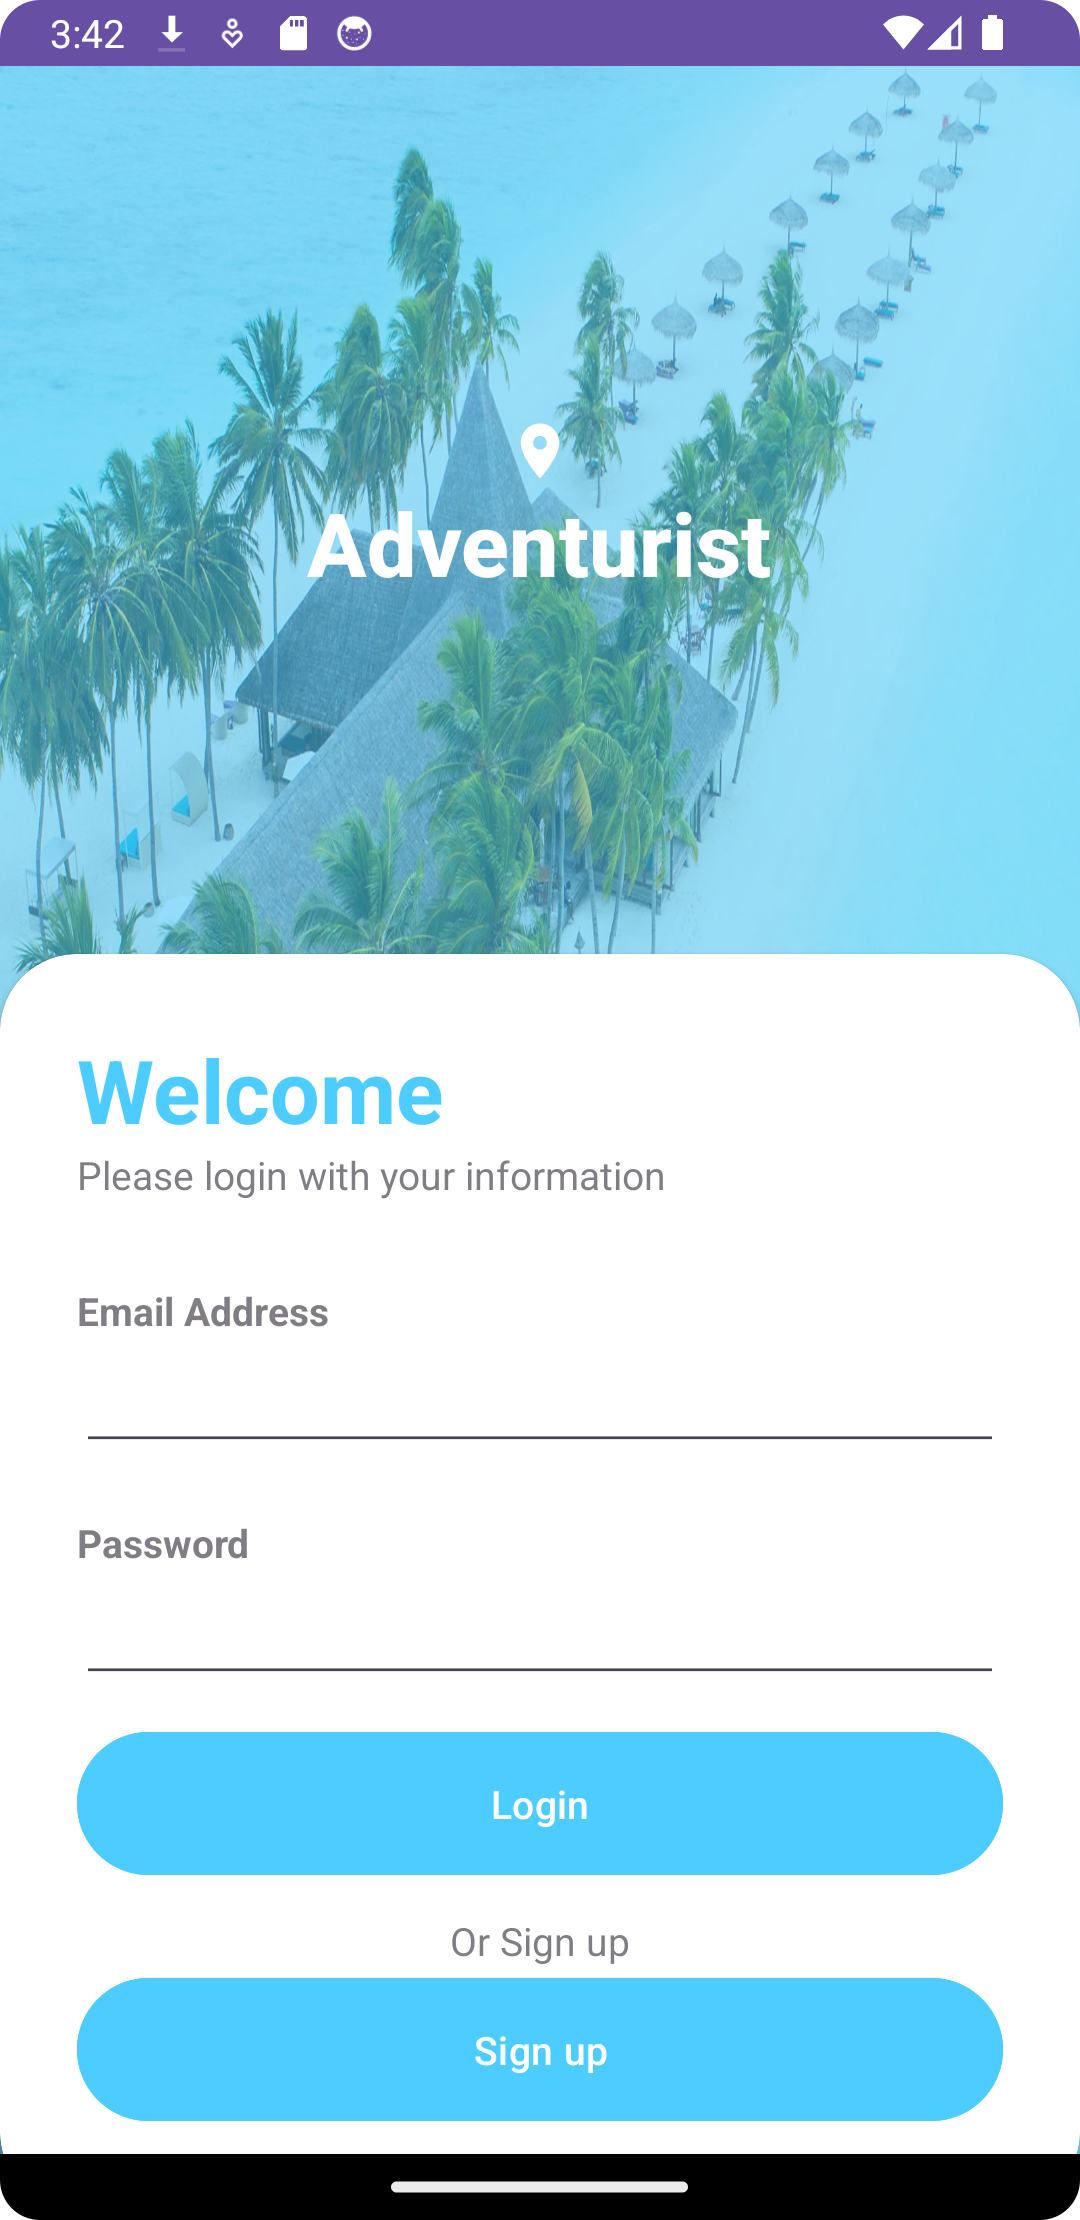 3:42
Adventurist
Welcome
Please login with your information
Email Address
Password
Login
Or Sign up
Sign up